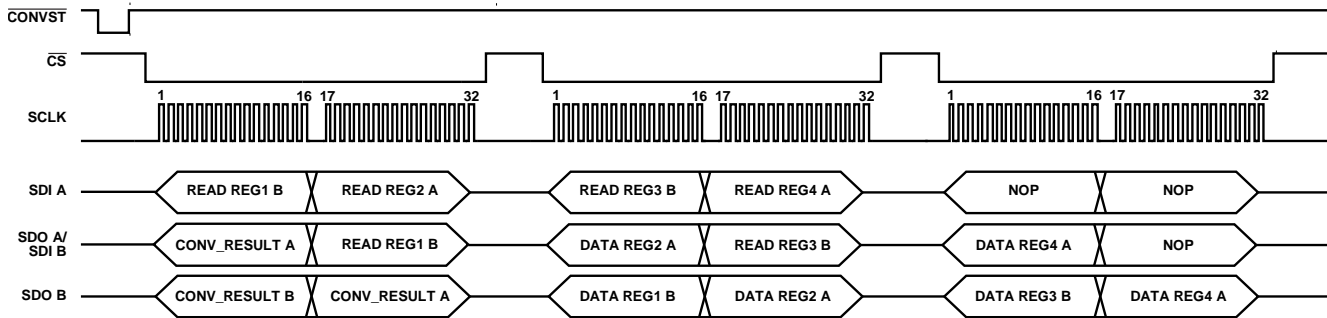 CONVST
CS
1 16 17 32 1 16 17 32 1 16 17 32
SCLK
SDI A READ REG1 B READ REG2 A READ REG3 B READ REG4 A NOP NOP
SDO A/
SDI B CONV_RESULT A READ REG1 B DATA REG2 A READ REG3 B DATA REG4 A NOP
SDO B CONV_RESULT B CONV_RESULT A DATA REG1 B DATA REG2 A DATA REG3 B DATA REG4 A